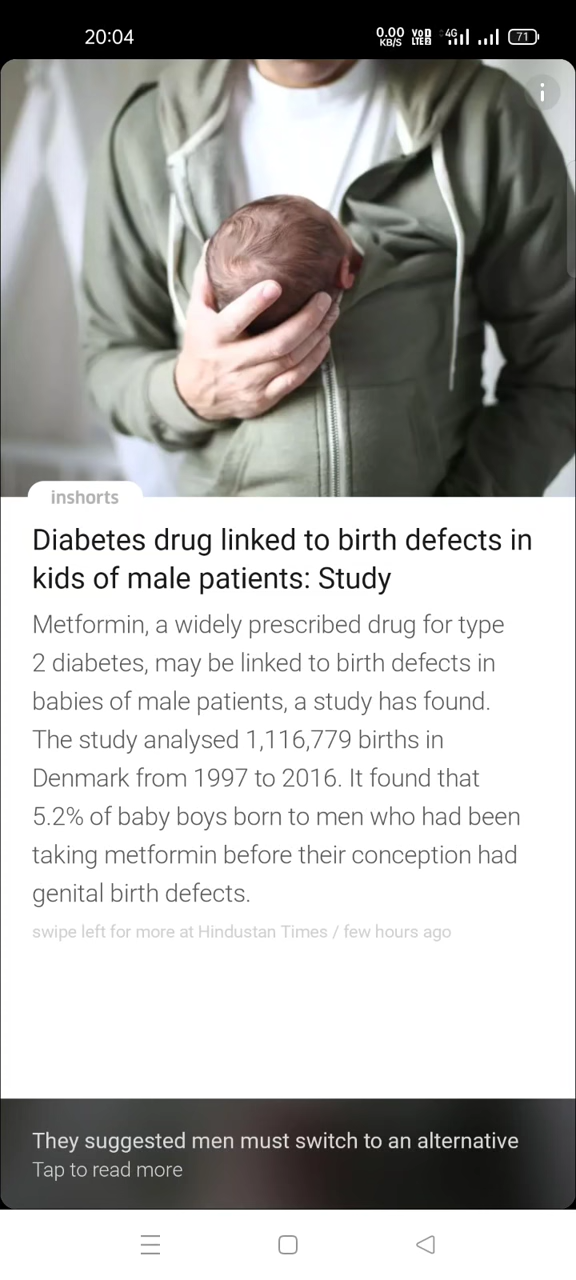 20:04
0.00 KB/S
VoD LTE2
4G
71
i
inshorts
Diabetes drug linked to birth defects in
kids of male patients: Study
Metformin, a widely prescribed drug for type
2 diabetes, may be linked to birth defects in
babies of male patients, a study has found.
The study analysed 1,116,779 births in
Denmark from 1997 to 2016. It found that
5.2% of baby boys born to men who had been
taking metformin before their conception had
genital birth defects.
swipe left for more at Hindustan Times / few hours ago
They suggested men must switch to an alternative
Tap to read more